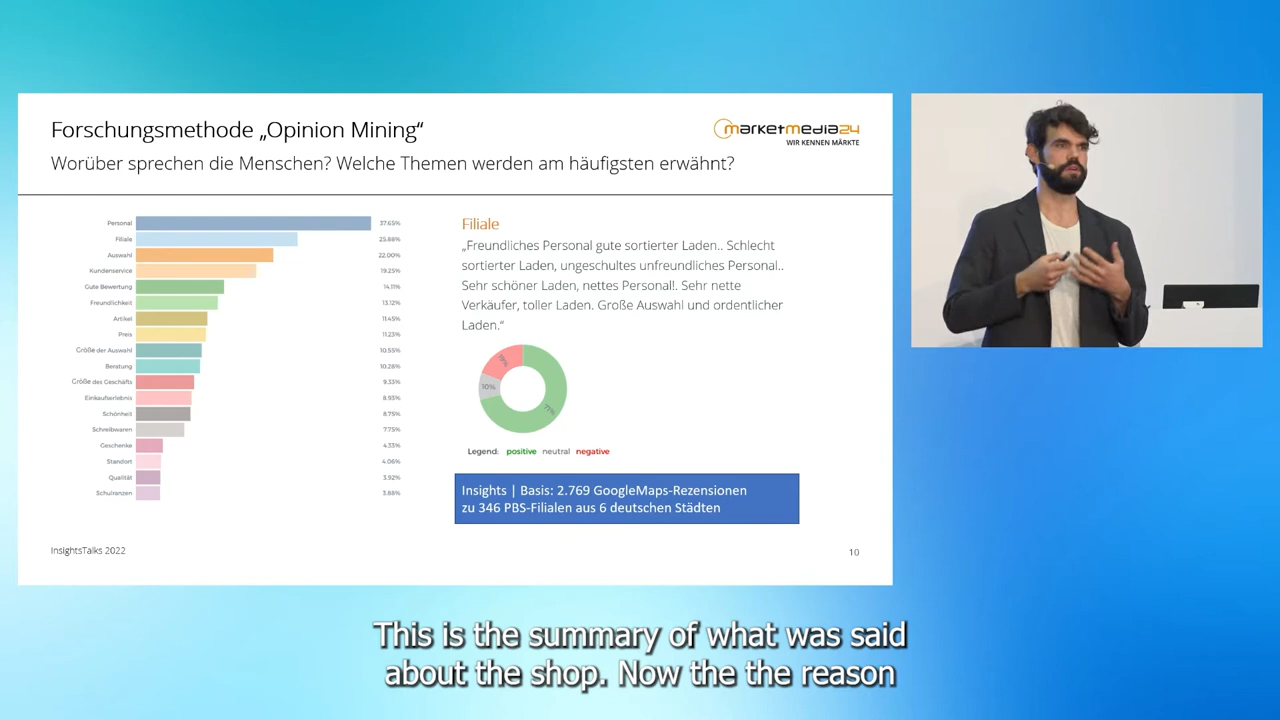 Forschungsmethode „Opinion Mining“
Worüber sprechen die Menschen? Welche Themen werden am häufigsten erwähnt?
marketmedia24
WIR KENNEN MÄRKTE
Personal 37.65%
Filiale 25.88%
Auswahl 22.00%
Kundenservice 19.25%
Gute Bewertung 14.11%
Freundlichkeit 13.12%
Artikel 11.45%
Preis 11.23%
Größe der Auswahl 10.55%
Beratung 10.28%
Größe des Geschäfts 9.33%
Einkaufserlebnis 8.93%
Schönheit 8.75%
Schreibwaren 7.75%
Geschenke 4.33%
Standort 4.06%
Qualität 3.92%
Schulranzen 3.88%
Filiale
„Freundliches Personal gute sortierter Laden.. Schlecht
sortierter Laden, ungeschultes unfreundliches Personal..
Sehr schöner Laden, nettes Personal!. Sehr nette
Verkäufer, toller Laden. Große Auswahl und ordentlicher
Laden.“
19%
10%
71%
Legend: positive neutral negative
Insights | Basis: 2.769 GoogleMaps-Rezensionen
zu 346 PBS-Filialen aus 6 deutschen Städten
InsightsTalks 2022
10
This is the summary of what was said
about the shop. Now the the reason